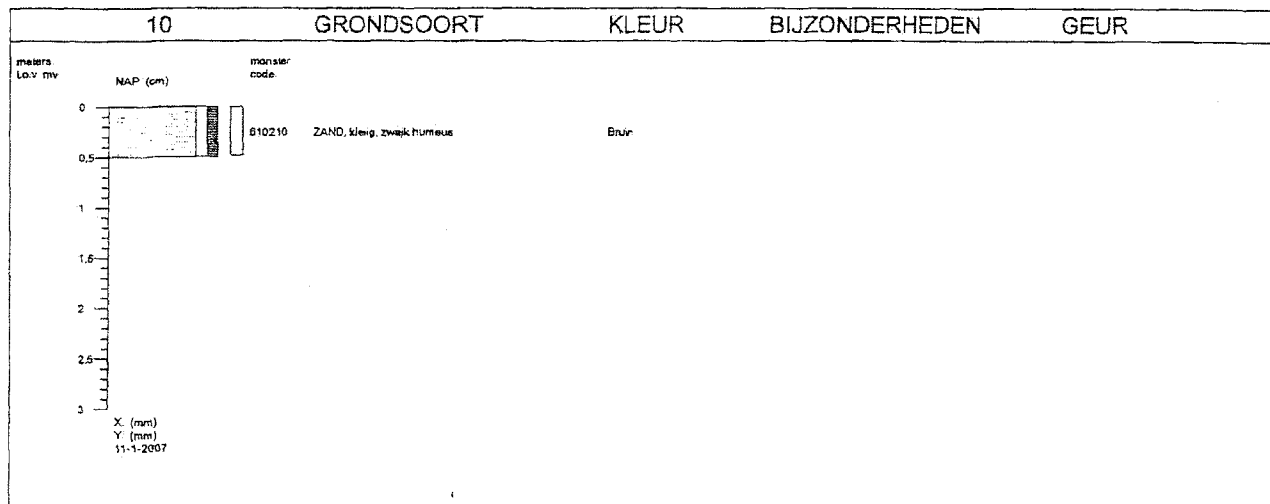 10 GRONDSOORT KLEUR BIJZONDERHEDEN GEUR
meters
t.o.v. mv
NAP (cm)
monster
code
0
610210 ZAND, kleiig, zwak humeus Bruin
0,5
1
1,5
2
2,5
3
X: (mm)
Y: (mm)
11-1-2007